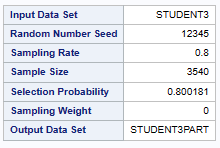 Input Data Set STUDENT3
Random Number Seed 12345
Sampling Rate 0.8
Sample Size 3540
Selection Probability 0.800181
Sampling Weight 0
Output Data Set STUDENT3PART